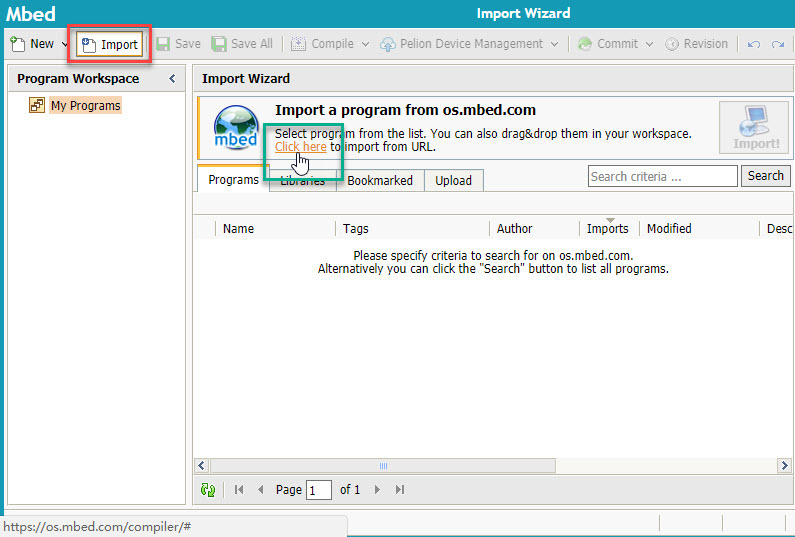 Mbed
Import Wizard
New Import Save Save All Compile Pelion Device Management Commit Revision
Program Workspace
My Programs
Import Wizard
mbed
Import a program from os.mbed.com
Select program from the list. You can also drag&drop them in your workspace.
Click here to import from URL.
Import!
Programs Libraries Bookmarked Upload
Search criteria ... Search
Name Tags Author Imports Modified Desc
Please specify criteria to search for on os.mbed.com.
Alternatively you can click the "Search" button to list all programs.
Page 1 of 1
https://os.mbed.com/compiler/#